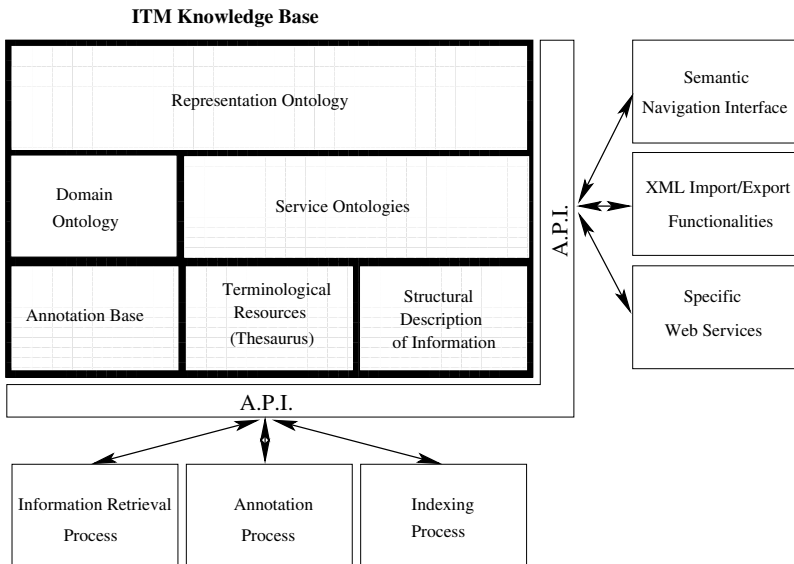 ITM Knowledge Base
Representation Ontology
Domain
Ontology
Service Ontologies
Annotation Base
Terminological
Resources
(Thesaurus)
Structural
Description
of Information
A.P.I.
A.P.I.
Semantic
Navigation Interface
XML Import/Export
Functionalities
Specific
Web Services
Information Retrieval
Process
Annotation
Process
Indexing
Process